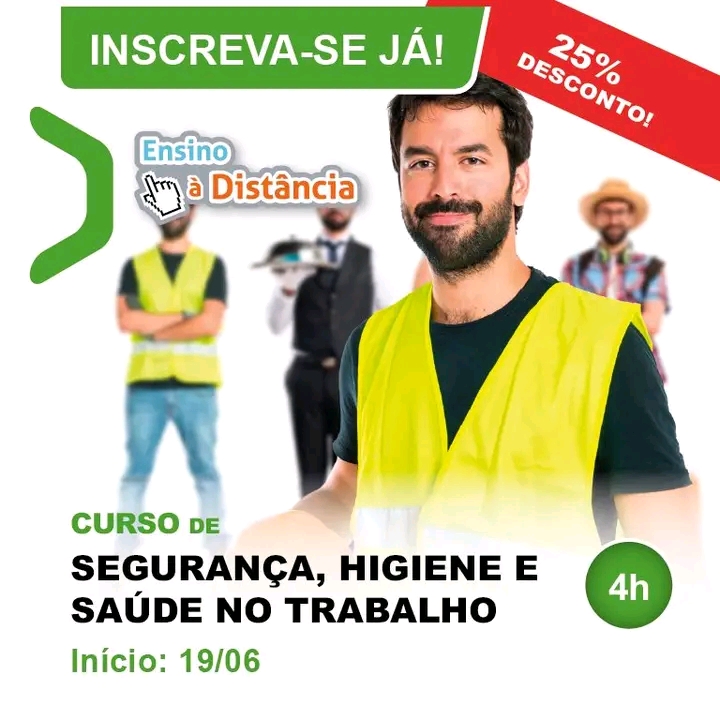 INSCREVA-SE JÁ!
25%
DESCONTO!
Ensino
à Distância
CURSO DE
SEGURANÇA, HIGIENE E
SAÚDE NO TRABALHO
4h
Início: 19/06